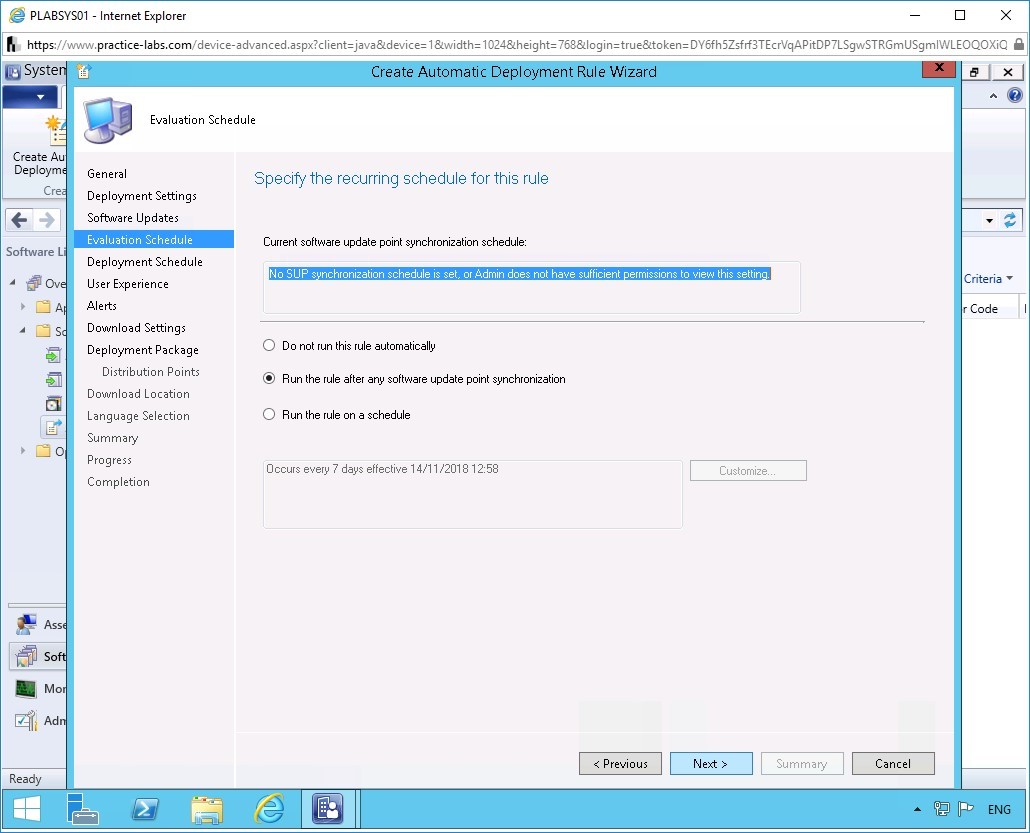 PLABSYS01 - Internet Explorer
https://www.practice-labs.com/device-advanced.aspx?client=java&device=1&width=1024&height=768&login=true&token=DY6fh5Zsfrf3TEcrVqAPitDP7LSgwSTRGmUSgmIWLEOQOXiQ
System
Create Automatic Deployment Rule Wizard
Evaluation Schedule
Create Au
Deployme
Crea
General
Deployment Settings
Software Updates
Evaluation Schedule
Deployment Schedule
User Experience
Alerts
Download Settings
Deployment Package
Distribution Points
Download Location
Language Selection
Summary
Progress
Completion
Specify the recurring schedule for this rule
Current software update point synchronization schedule:
No SUP synchronization schedule is set, or Admin does not have sufficient permissions to view this setting.
Do not run this rule automatically
Run the rule after any software update point synchronization
Run the rule on a schedule
Occurs every 7 days effective 14/11/2018 12:58
Customize...
Software Li
Ove
Ap
So
Op
Criteria
r Code
Asse
Soft
Mor
Adm
< Previous
Next >
Summary
Cancel
Ready
ENG